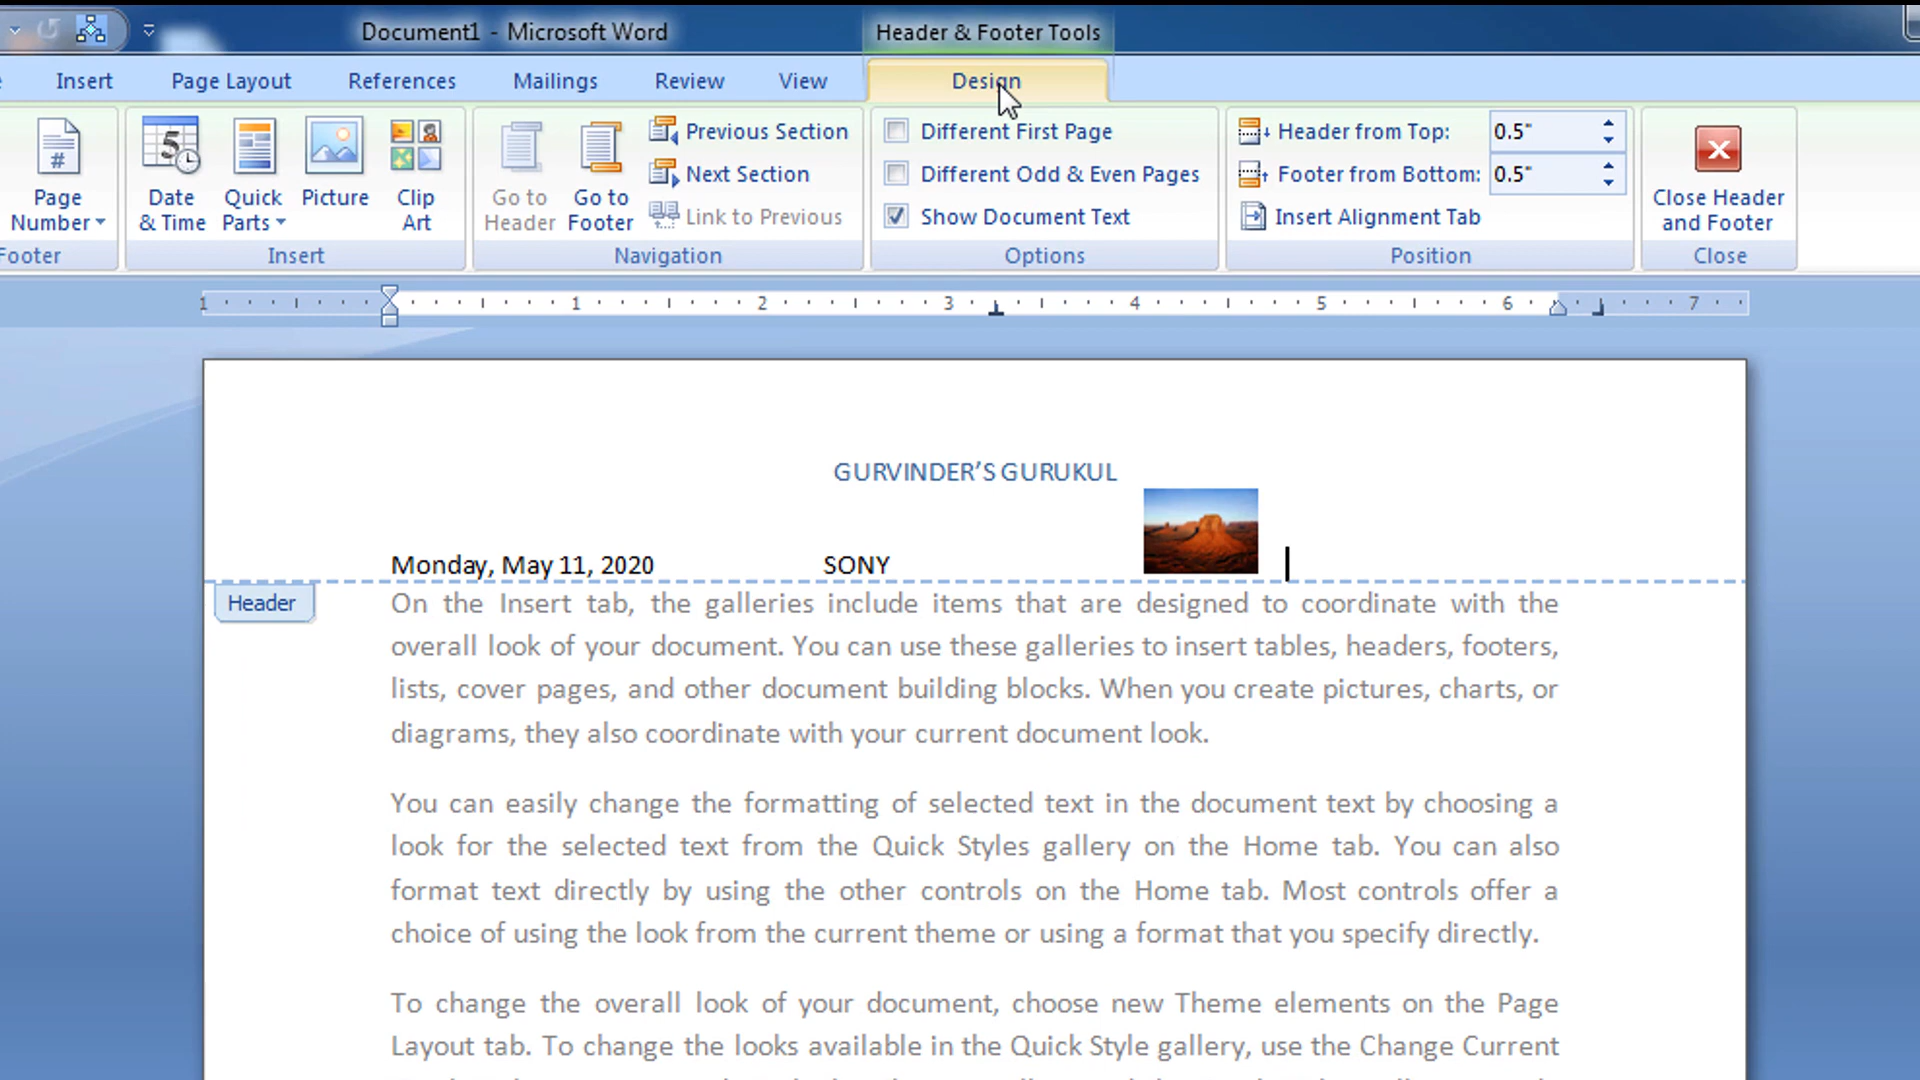 Document1 - Microsoft Word
Header & Footer Tools
Insert Page Layout References Mailings Review View Design
Page Number
Date & Time
Quick Parts
Picture
Clip Art
Go to Header
Go to Footer
Previous Section
Next Section
Link to Previous
Different First Page
Different Odd & Even Pages
Show Document Text
Header from Top: 0.5"
Footer from Bottom: 0.5"
Insert Alignment Tab
Close Header and Footer
Footer Insert Navigation Options Position Close
1 1 2 3 4 5 6 7
GURVINDER’S GURUKUL
Monday, May 11, 2020 SONY
Header
On the Insert tab, the galleries include items that are designed to coordinate with the
overall look of your document. You can use these galleries to insert tables, headers, footers,
lists, cover pages, and other document building blocks. When you create pictures, charts, or
diagrams, they also coordinate with your current document look.
You can easily change the formatting of selected text in the document text by choosing a
look for the selected text from the Quick Styles gallery on the Home tab. You can also
format text directly by using the other controls on the Home tab. Most controls offer a
choice of using the look from the current theme or using a format that you specify directly.
To change the overall look of your document, choose new Theme elements on the Page
Layout tab. To change the looks available in the Quick Style gallery, use the Change Current